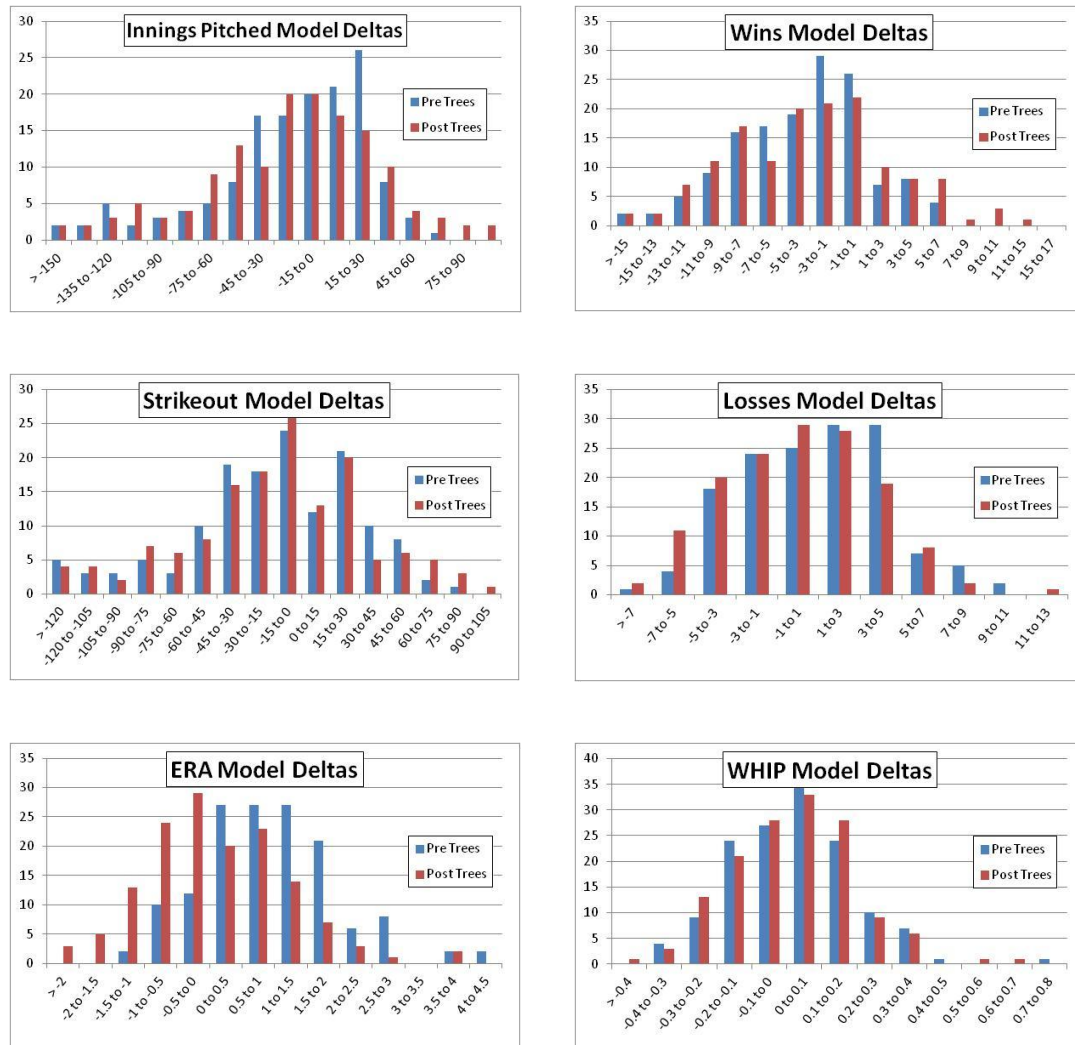 Innings Pitched Model Deltas
30
25
20
15
10
5
0
Pre Trees
Post Trees
> -150
-135 to -120
-105 to -90
-75 to -60
-45 to -30
-15 to 0
15 to 30
45 to 60
75 to 90
Wins Model Deltas
35
30
25
20
15
10
5
0
Pre Trees
Post Trees
> -15
-15 to -13
-13 to -11
-11 to -9
-9 to -7
-7 to -5
-5 to -3
-3 to -1
-1 to 1
1 to 3
3 to 5
5 to 7
7 to 9
9 to 11
11 to 15
15 to 17
Strikeout Model Deltas
30
25
20
15
10
5
0
Pre Trees
Post Trees
> -120
-120 to -105
-105 to -90
-90 to -75
-75 to -60
-60 to -45
-45 to -30
-30 to -15
-15 to 0
0 to 15
15 to 30
30 to 45
45 to 60
60 to 75
75 to 90
90 to 105
Losses Model Deltas
35
30
25
20
15
10
5
0
Pre Trees
Post Trees
> -7
-7 to -5
-5 to -3
-3 to -1
-1 to 1
1 to 3
3 to 5
5 to 7
7 to 9
9 to 11
11 to 13
ERA Model Deltas
35
30
25
20
15
10
5
0
Pre Trees
Post Trees
> -2
-2 to -1.5
-1.5 to -1
-1 to -0.5
-0.5 to 0
0 to 0.5
0.5 to 1
1 to 1.5
1.5 to 2
2 to 2.5
2.5 to 3
3 to 3.5
3.5 to 4
4 to 4.5
WHIP Model Deltas
40
35
30
25
20
15
10
5
0
Pre Trees
Post Trees
> -0.4
-0.4 to -0.3
-0.3 to -0.2
-0.2 to -0.1
-0.1 to 0
0 to 0.1
0.1 to 0.2
0.2 to 0.3
0.3 to 0.4
0.4 to 0.5
0.5 to 0.6
0.6 to 0.7
0.7 to 0.8